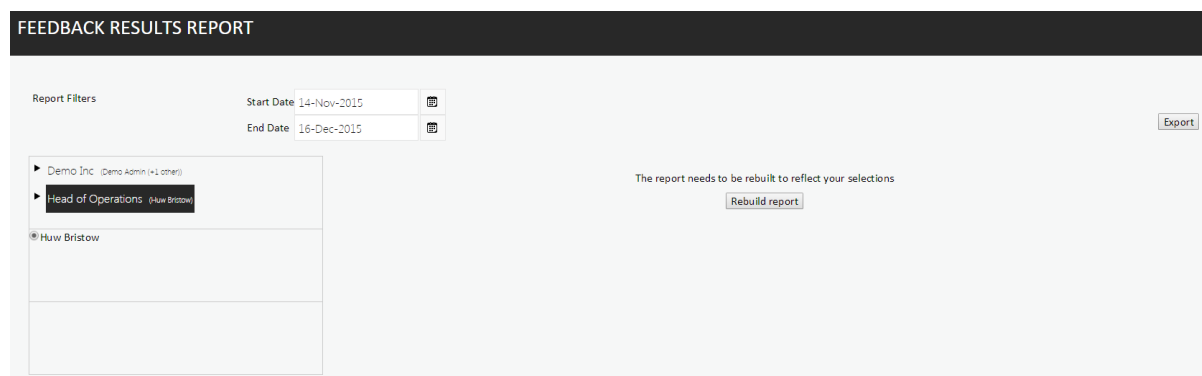 FEEDBACK RESULTS REPORT
Report Filters
Start Date 14-Nov-2015
End Date 16-Dec-2015
Export
Demo Inc (Demo Admin (+1 other))
Head of Operations (Huw Bristow)
Huw Bristow
The report needs to be rebuilt to reflect your selections
Rebuild report